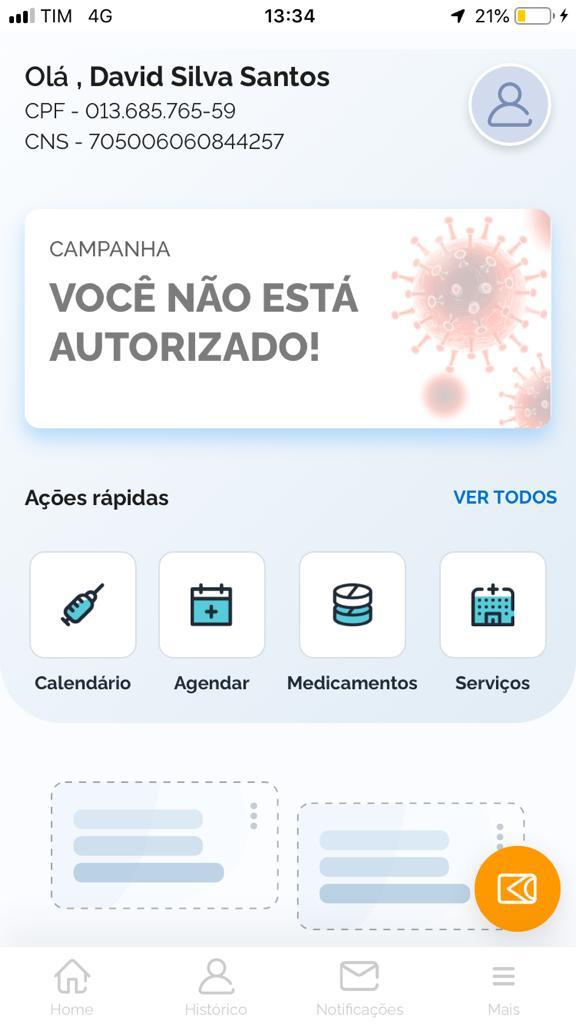 TIM 4G 13:34 21%
Olá , David Silva Santos
CPF - 013.685.765-59
CNS - 705006060844257
CAMPANHA
VOCÊ NÃO ESTÁ
AUTORIZADO!
Ações rápidas VER TODOS
Calendário Agendar Medicamentos Serviços
Home Histórico Notificações Mais